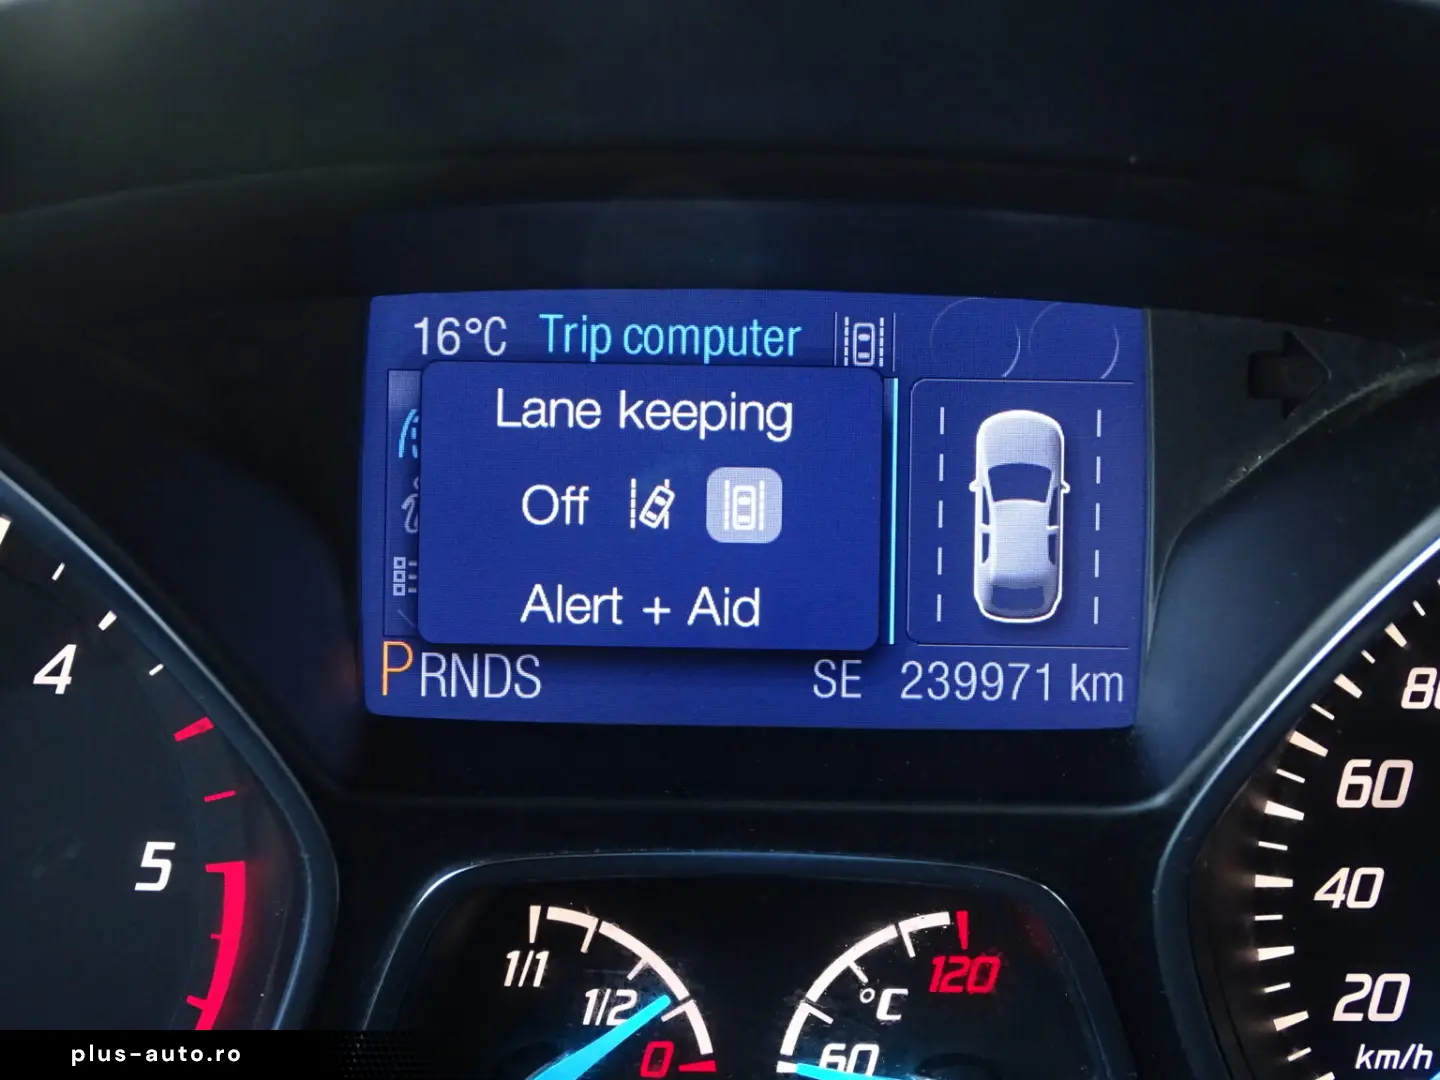 16°C Trip computer
Lane keeping
Off
Alert + Aid
PRNDS SE 239971 km
4
5
1/1
1/2
0
°C
120
60
60
40
20
km/h
plus-auto.ro